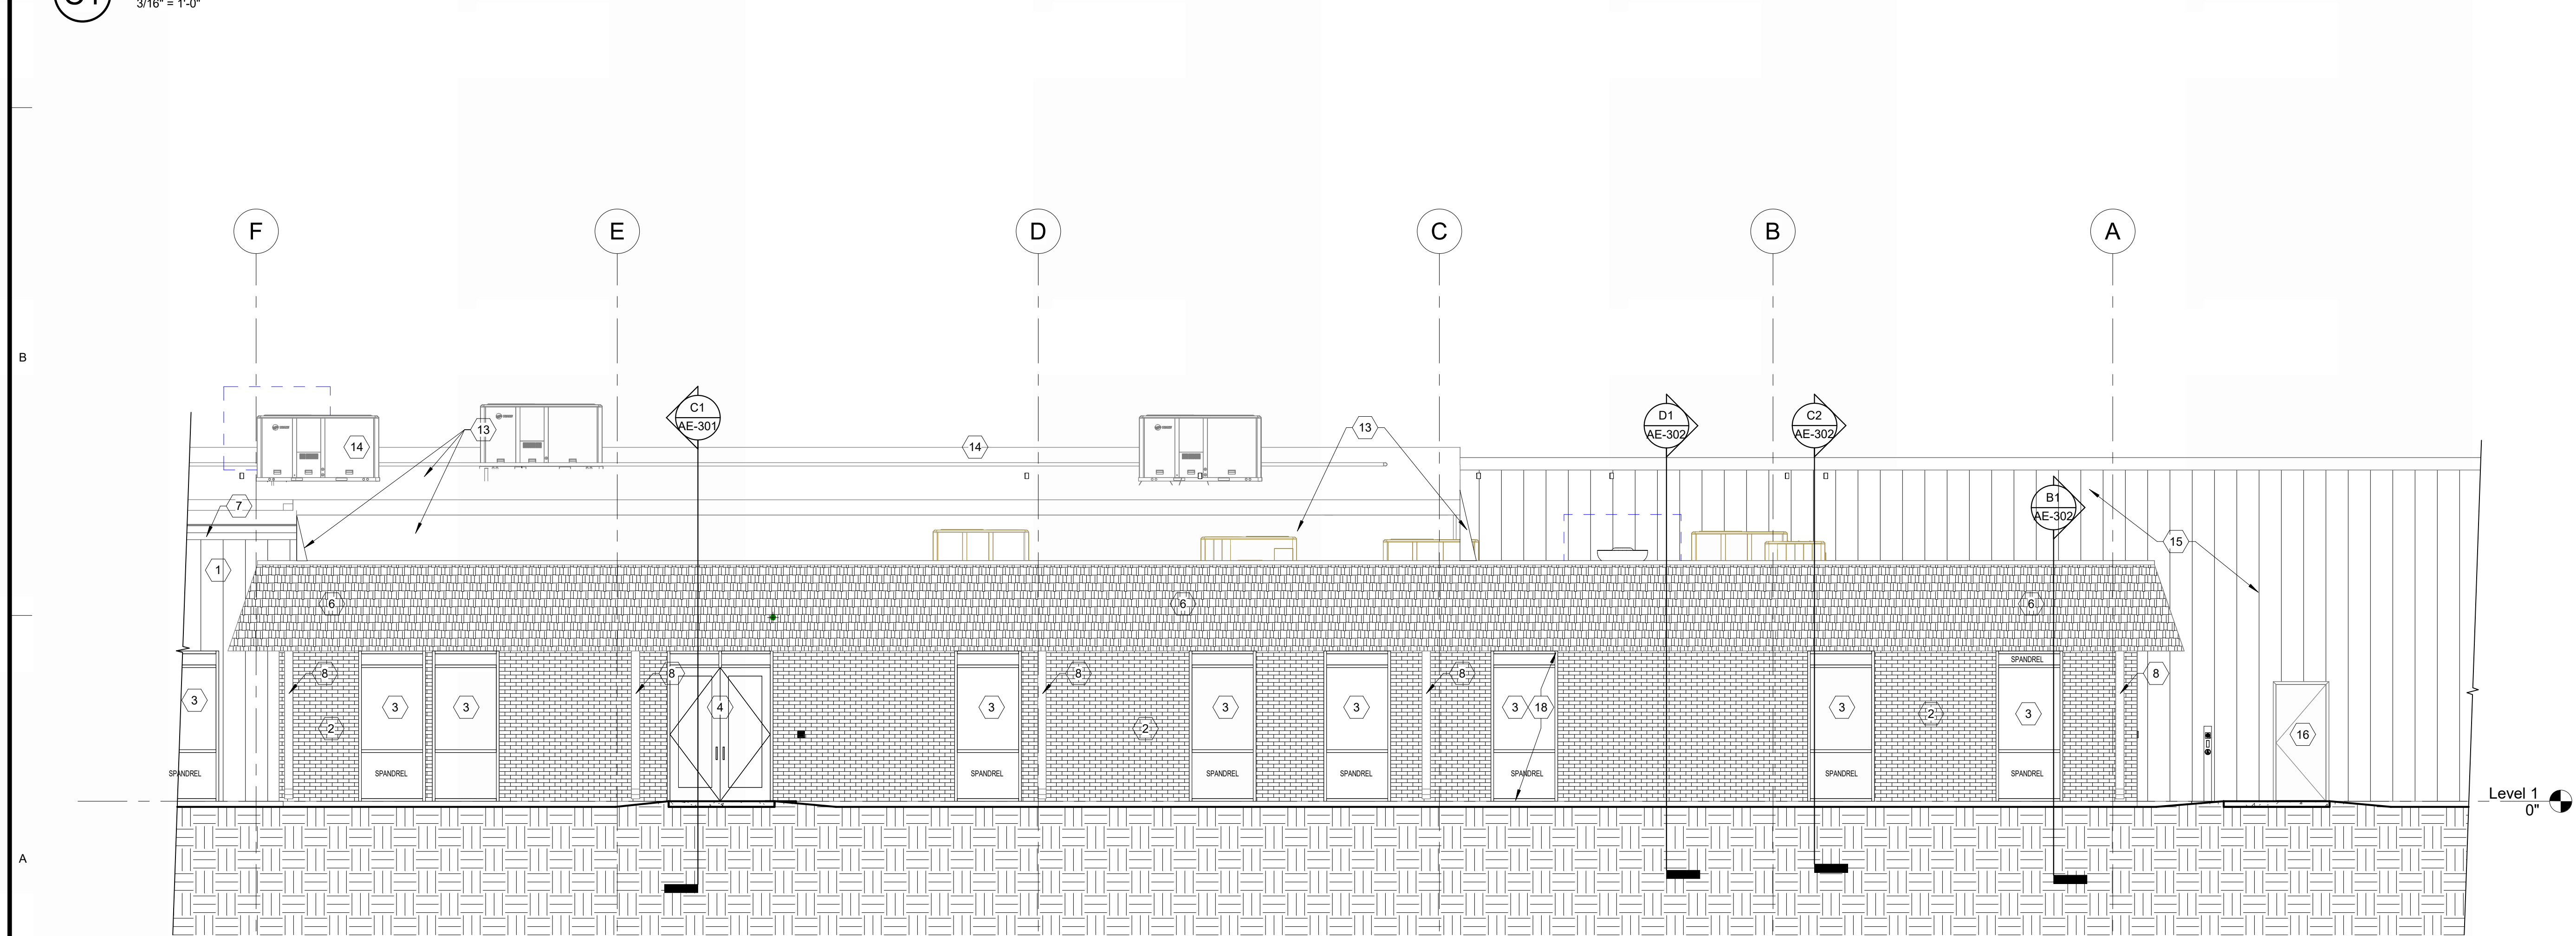 3/16" = 1'-0"
F
E
D
C
B
A
B
C1
AE-301
D1
AE-302
C2
AE-302
13
13
14
14
B1
AE-302
7
15
1
6
6
6
SPANDREL
8
8
8
8
8
3
3
3
4
3
3
3
3
18
3
3
2
2
2
16
SPANDREL
SPANDREL
SPANDREL
SPANDREL
SPANDREL
SPANDREL
SPANDREL
SPANDREL
Level 1
0"
A